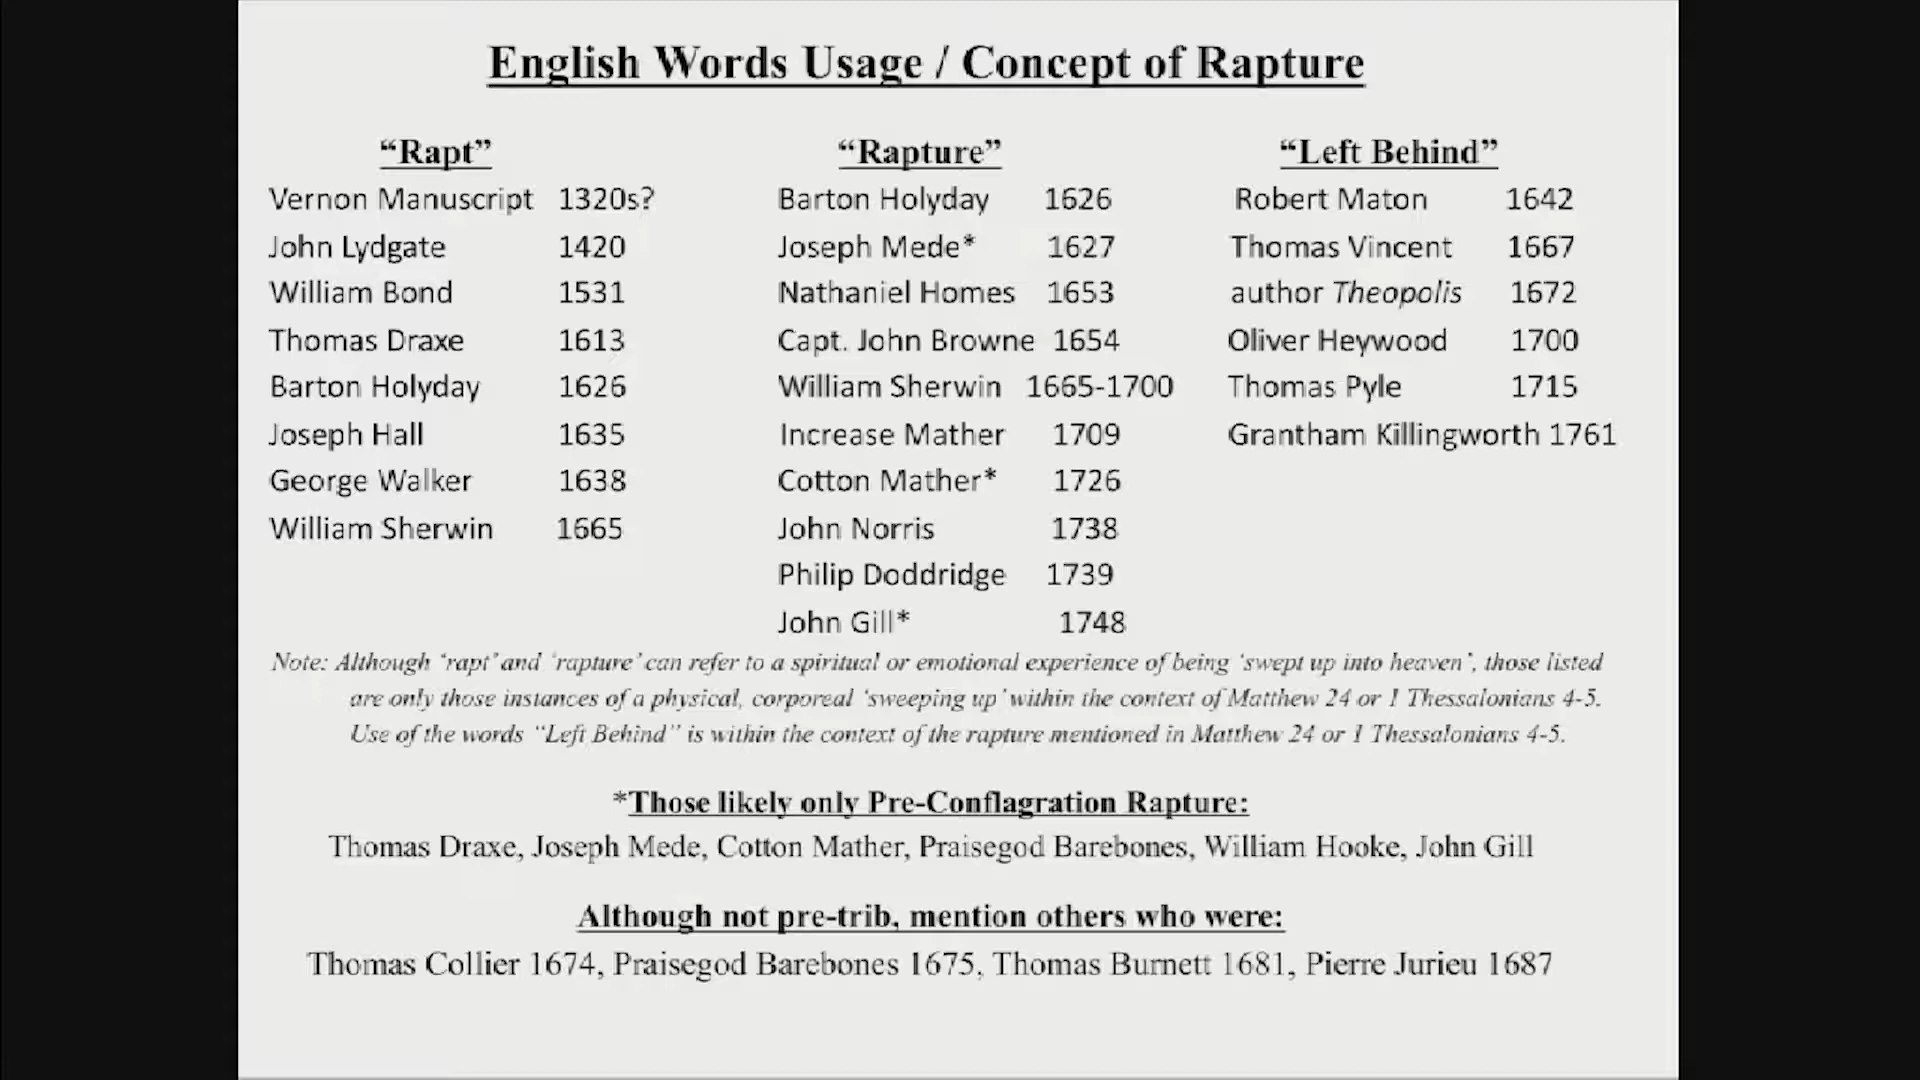 English Words Usage / Concept of Rapture
“Rapt”
Vernon Manuscript 1320s?
John Lydgate 1420
William Bond 1531
Thomas Draxe 1613
Barton Holyday 1626
Joseph Hall 1635
George Walker 1638
William Sherwin 1665
“Rapture”
Barton Holyday 1626
Joseph Mede* 1627
Nathaniel Homes 1653
Capt. John Browne 1654
William Sherwin 1665-1700
Increase Mather 1709
Cotton Mather* 1726
John Norris 1738
Philip Doddridge 1739
John Gill* 1748
“Left Behind”
Robert Maton 1642
Thomas Vincent 1667
author Theopolis 1672
Oliver Heywood 1700
Thomas Pyle 1715
Grantham Killingworth 1761
Note: Although ‘rapt’ and ‘rapture’ can refer to a spiritual or emotional experience of being ‘swept up into heaven’, those listed
are only those instances of a physical, corporeal ‘sweeping up’ within the context of Matthew 24 or 1 Thessalonians 4-5.
Use of the words “Left Behind” is within the context of the rapture mentioned in Matthew 24 or 1 Thessalonians 4-5.
*Those likely only Pre-Conflagration Rapture:
Thomas Draxe, Joseph Mede, Cotton Mather, Praisegod Barebones, William Hooke, John Gill
Although not pre-trib, mention others who were:
Thomas Collier 1674, Praisegod Barebones 1675, Thomas Burnett 1681, Pierre Jurieu 1687